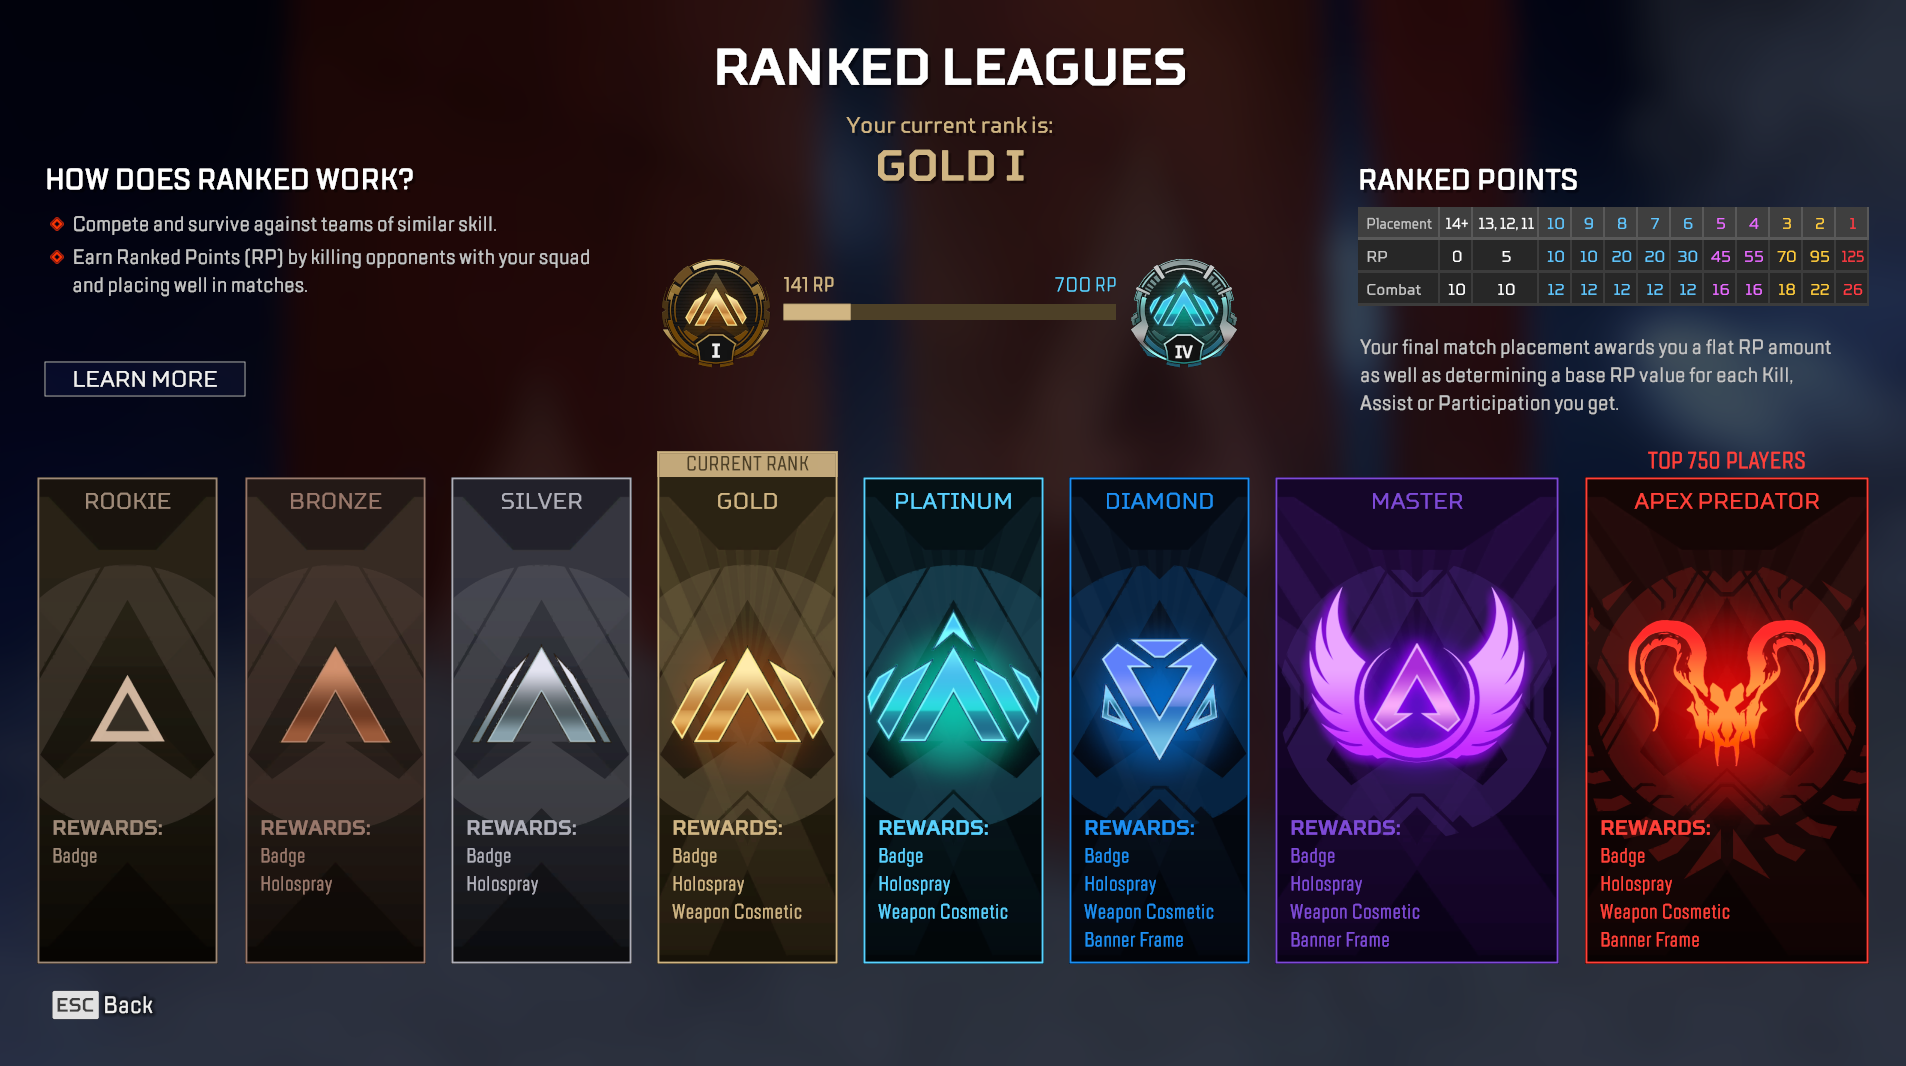 RANKED LEAGUES
Your current rank is:
GOLD I
HOW DOES RANKED WORK?
Compete and survive against teams of similar skill.
Earn Ranked Points (RP) by killing opponents with your squad
and placing well in matches.
LEARN MORE
141 RP
700 RP
I
IV
RANKED POINTS
Placement 14+ 13, 12, 11 10 9 8 7 6 5 4 3 2 1
RP 0 5 10 10 20 20 30 45 55 70 95 125
Combat 10 10 12 12 12 12 12 16 16 18 22 26
Your final match placement awards you a flat RP amount
as well as determining a base RP value for each Kill,
Assist or Participation you get.
ROOKIE
REWARDS:
Badge
BRONZE
REWARDS:
Badge
Holospray
SILVER
REWARDS:
Badge
Holospray
CURRENT RANK
GOLD
REWARDS:
Badge
Holospray
Weapon Cosmetic
PLATINUM
REWARDS:
Badge
Holospray
Weapon Cosmetic
DIAMOND
REWARDS:
Badge
Holospray
Weapon Cosmetic
Banner Frame
MASTER
REWARDS:
Badge
Holospray
Weapon Cosmetic
Banner Frame
TOP 750 PLAYERS
APEX PREDATOR
REWARDS:
Badge
Holospray
Weapon Cosmetic
Banner Frame
ESC Back